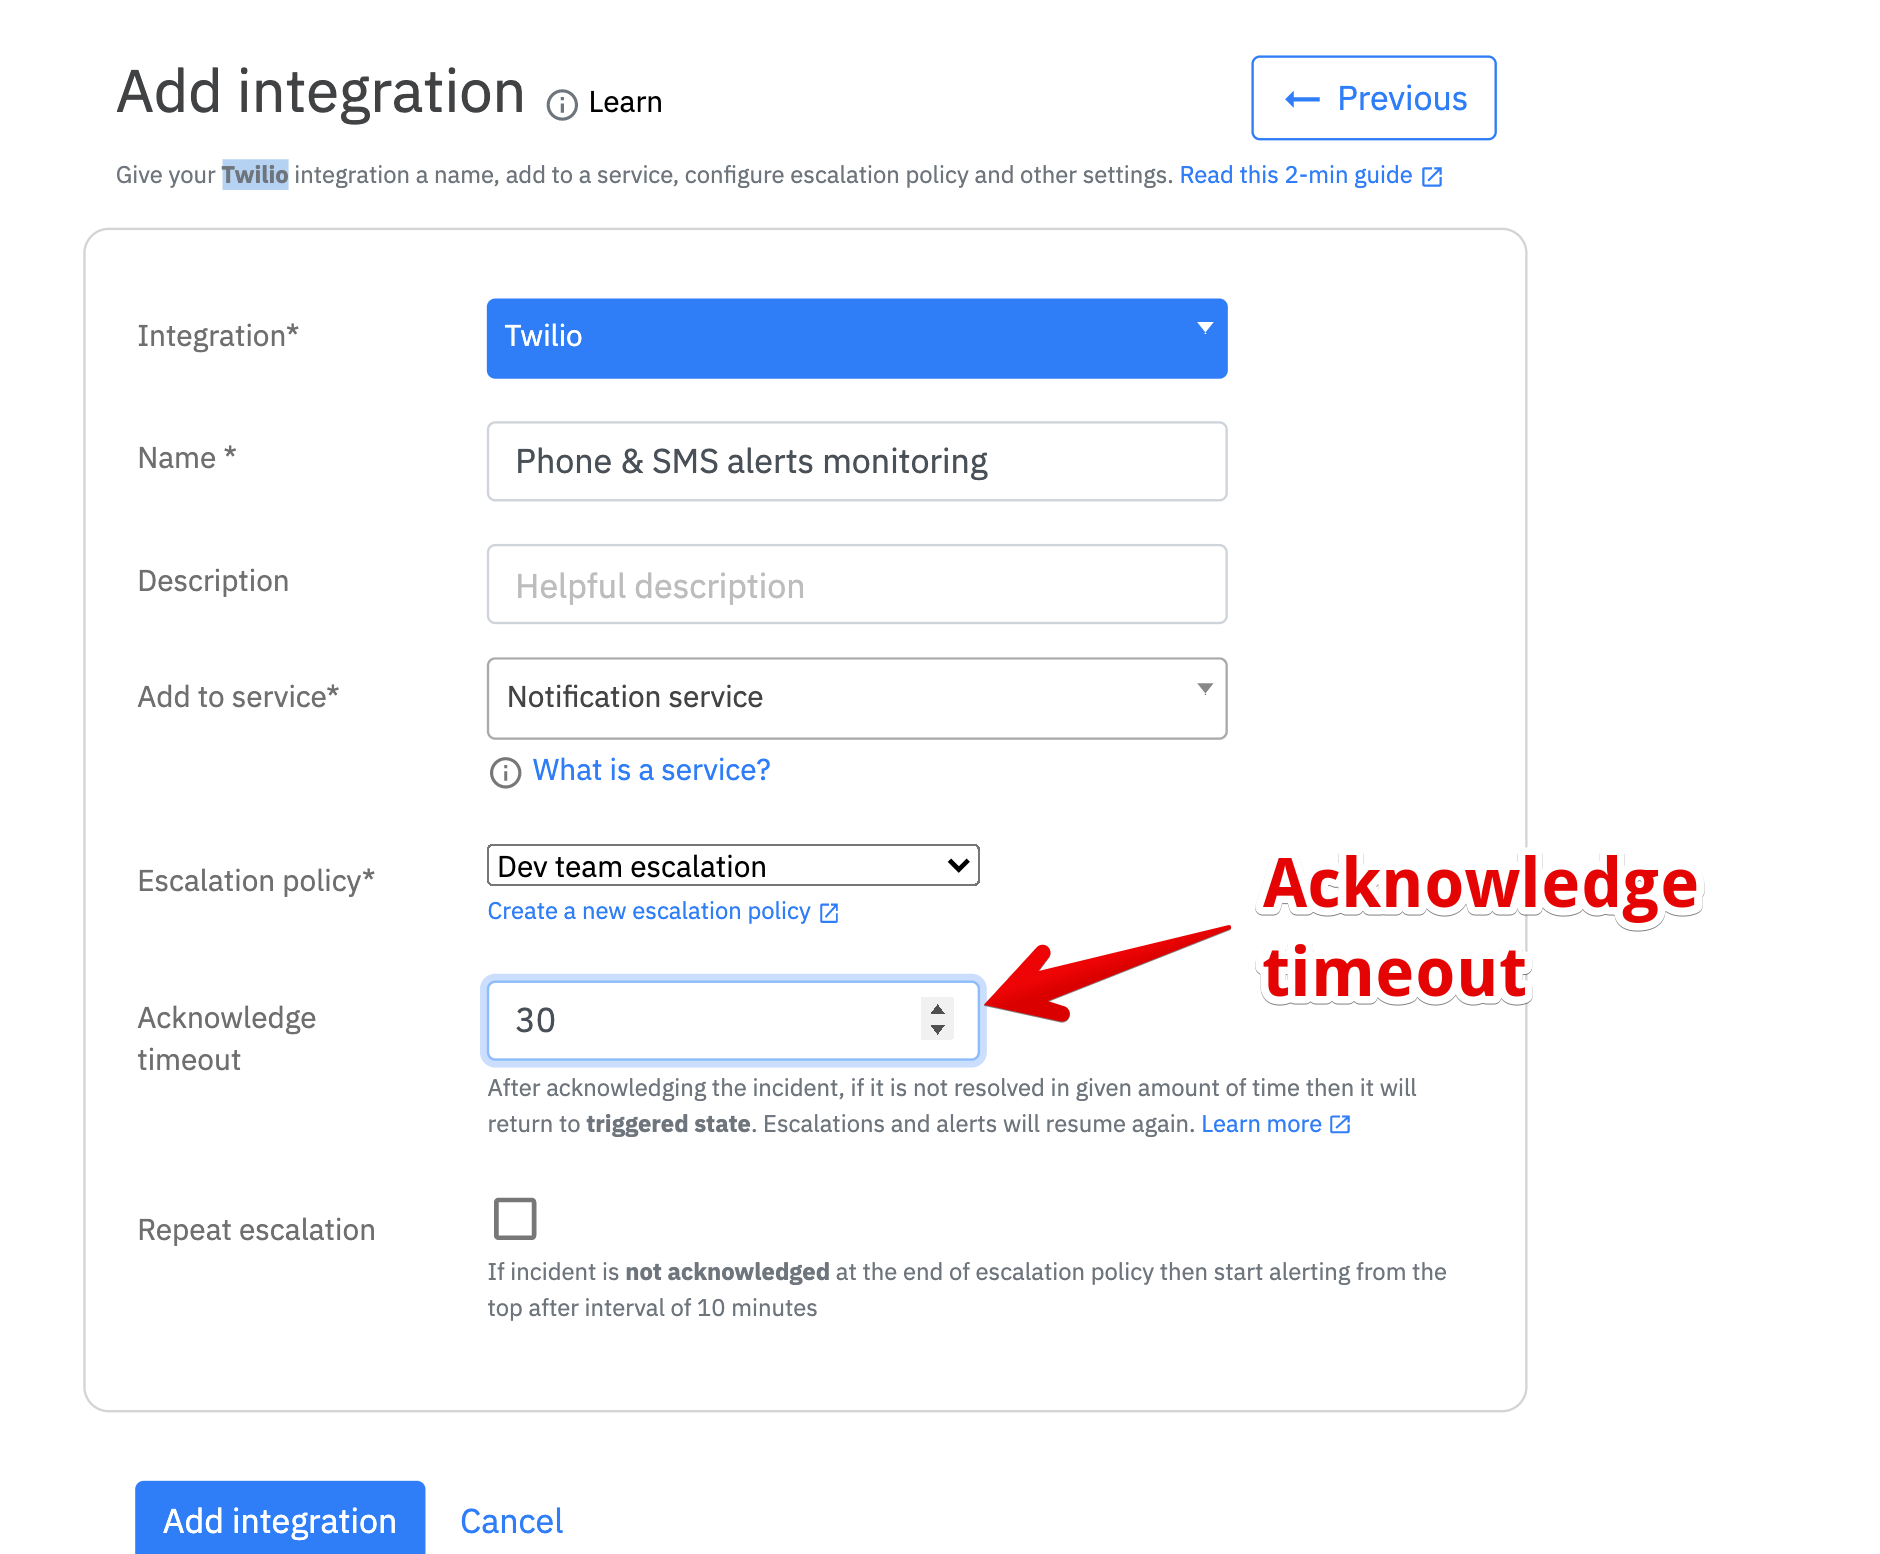 Add integration Learn
← Previous
Give your Twilio integration a name, add to a service, configure escalation policy and other settings. Read this 2-min guide
Integration*
Twilio
Name *
Phone & SMS alerts monitoring
Description
Helpful description
Add to service*
Notification service
What is a service?
Escalation policy*
Dev team escalation
Create a new escalation policy
Acknowledge
timeout
Acknowledge
timeout
30
After acknowledging the incident, if it is not resolved in given amount of time then it will
return to triggered state. Escalations and alerts will resume again. Learn more
Repeat escalation
If incident is not acknowledged at the end of escalation policy then start alerting from the
top after interval of 10 minutes
Add integration
Cancel